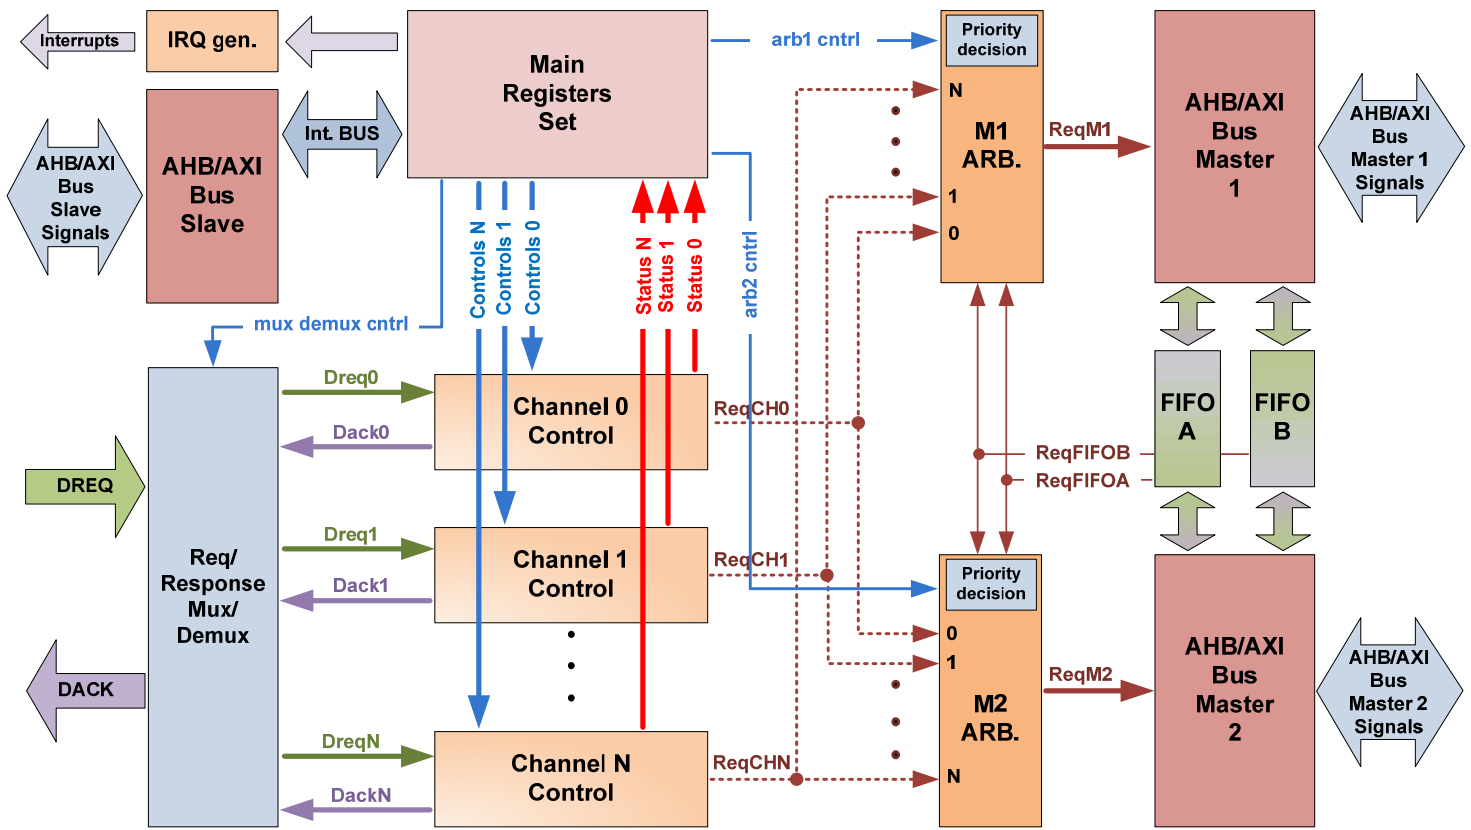 Interrupts
IRQ gen.
Main
Registers
Set
arb1 cntrl
Priority
decision
N
M1
ARB.
1
0
ReqM1
AHB/AXI
Bus
Master
1
AHB/AXI
Bus
Master 1
Signals
AHB/AXI
Bus
Slave
Signals
AHB/AXI
Bus
Slave
Int. BUS
Controls N
Controls 1
Controls 0
Status N
Status 1
Status 0
arb2 cntrl
mux demux cntrl
Dreq0
Dack0
Channel 0
Control
ReqCH0
FIFO
A
FIFO
B
ReqFIFOB
ReqFIFOA
DREQ
Req/
Response
Mux/
Demux
Dreq1
Dack1
Channel 1
Control
ReqCH1
Priority
decision
0
1
M2
ARB.
N
ReqM2
AHB/AXI
Bus
Master
2
AHB/AXI
Bus
Master 2
Signals
DACK
DreqN
DackN
Channel N
Control
ReqCHN